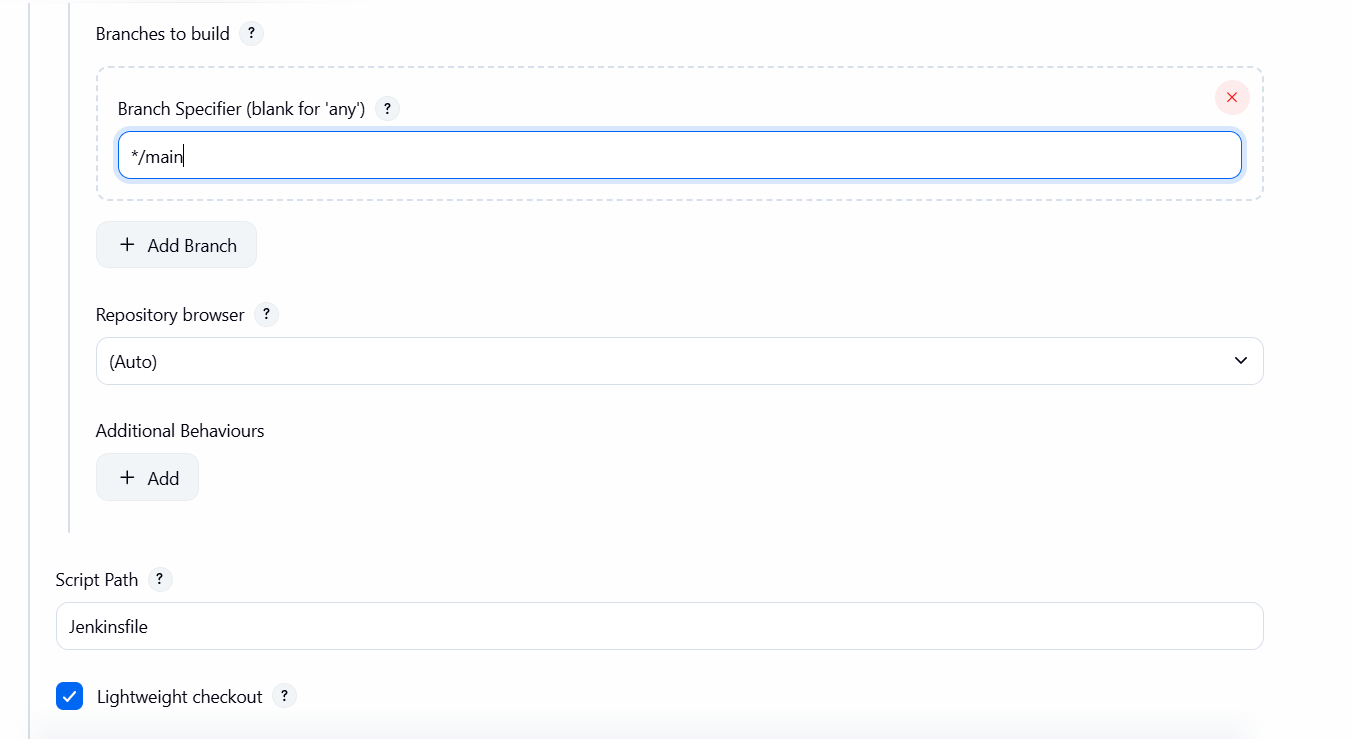 Branches to build ?
Branch Specifier (blank for 'any') ?
*/main
+ Add Branch
Repository browser ?
(Auto)
Additional Behaviours
+ Add
Script Path ?
Jenkinsfile
Lightweight checkout ?